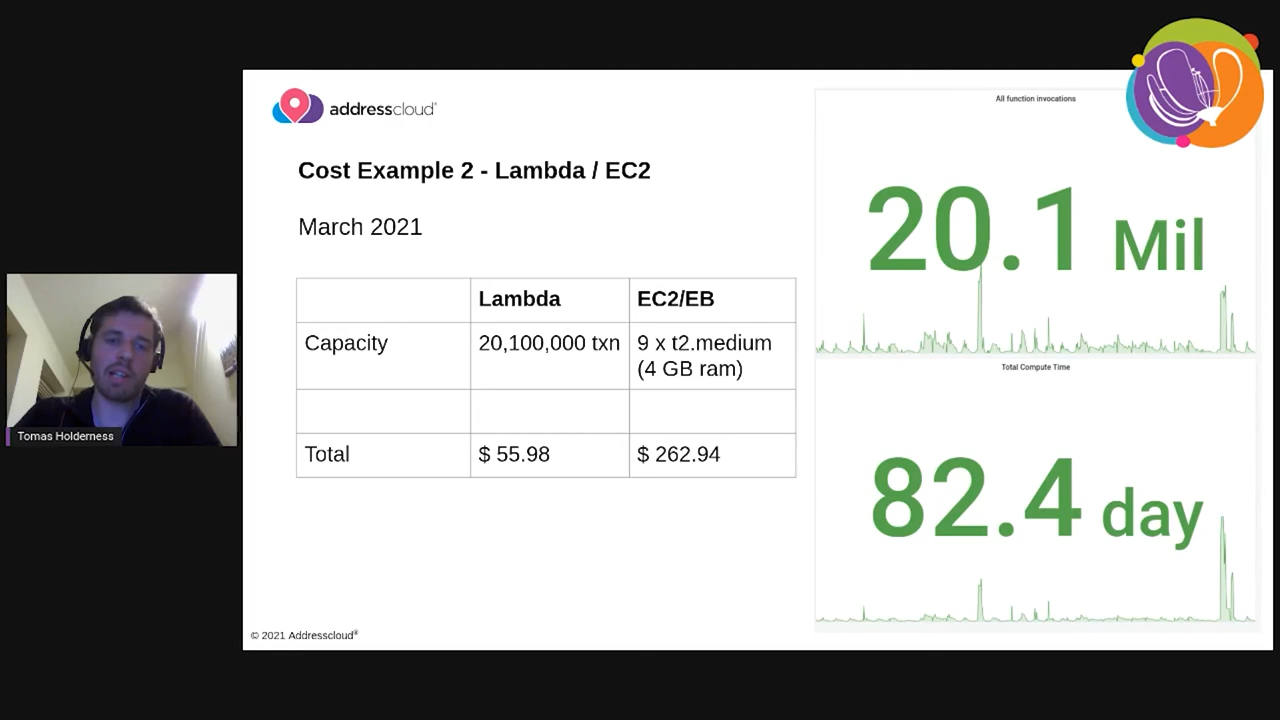 addresscloud®
Cost Example 2 - Lambda / EC2
March 2021
Lambda
EC2/EB
Capacity
20,100,000 txn
9 x t2.medium
(4 GB ram)
Total
$ 55.98
$ 262.94
© 2021 Addresscloud®
All function invocations
20.1 Mil
Total Compute Time
82.4 day
Tomas Holderness